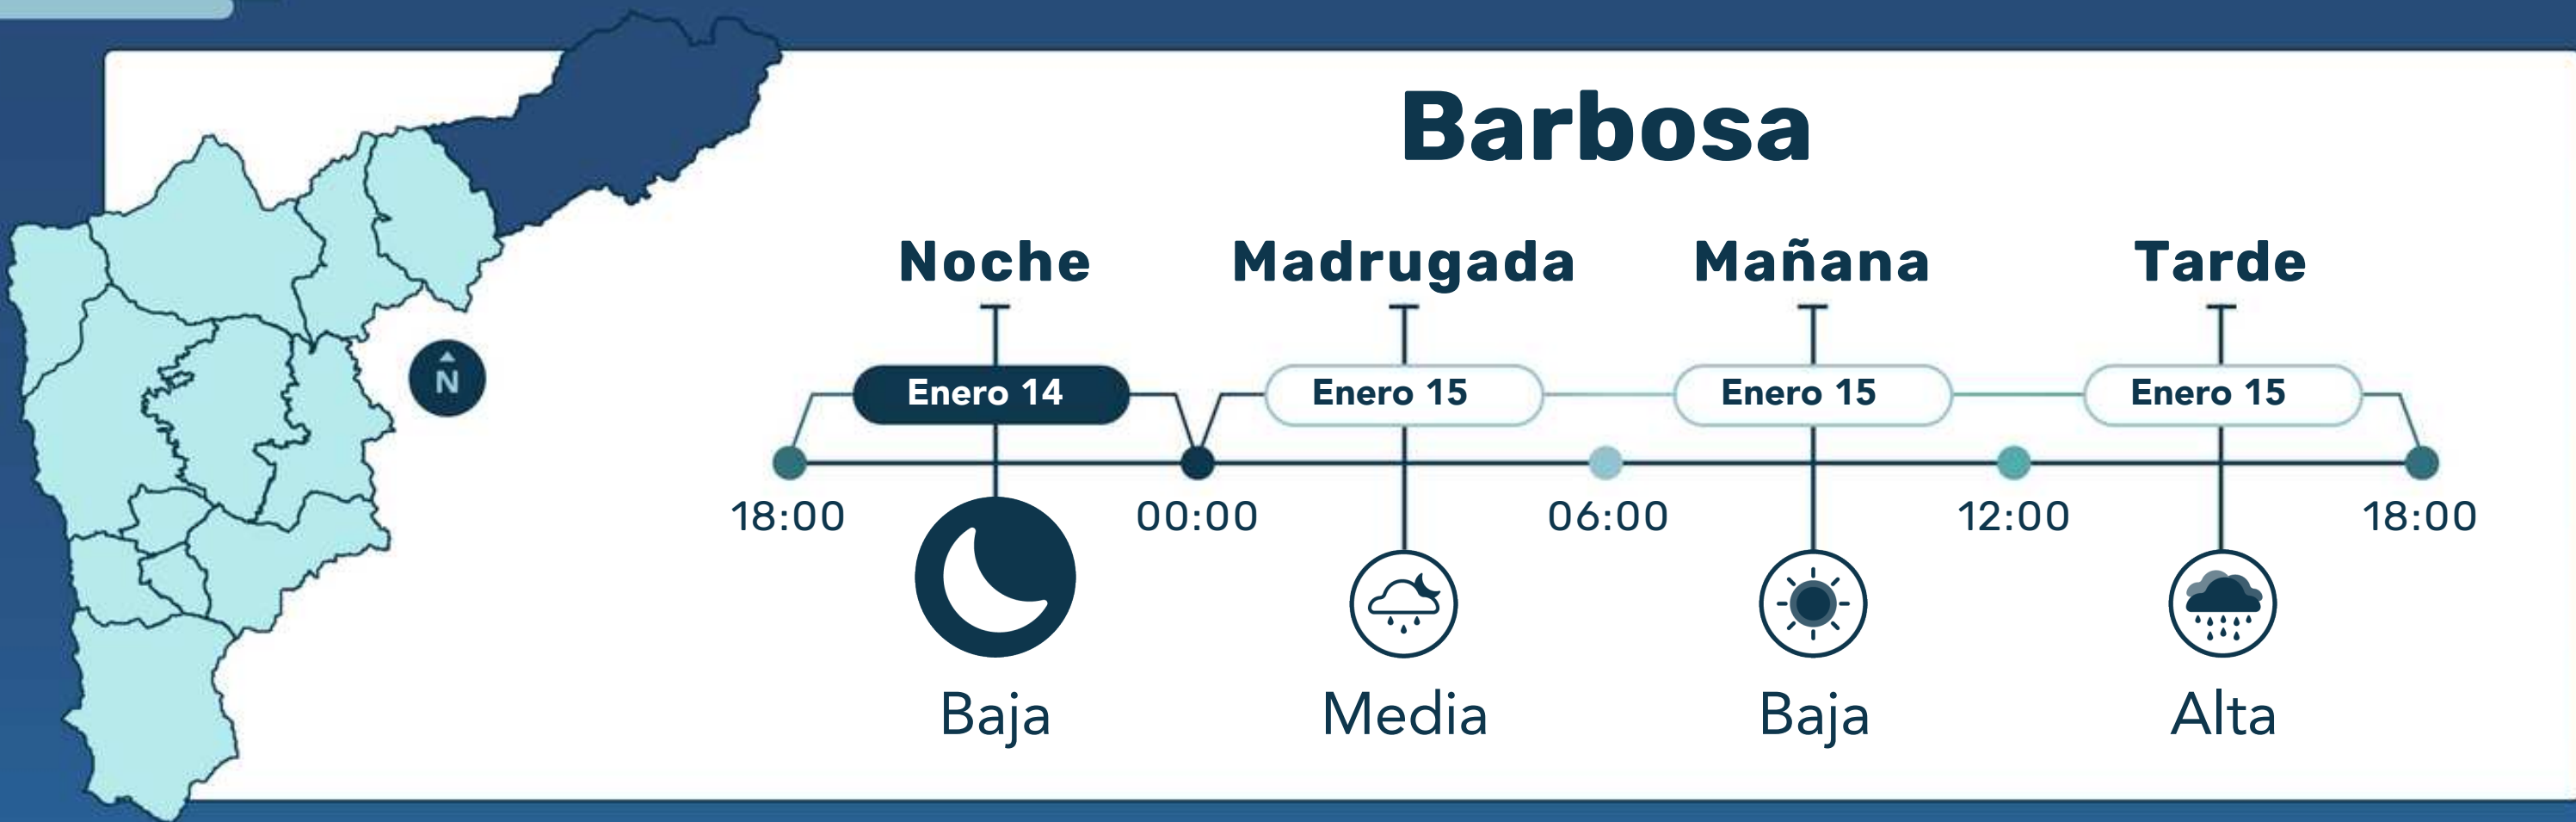 Barbosa
Noche Madrugada Mañana Tarde
N
Enero 14 Enero 15 Enero 15 Enero 15
18:00 00:00 06:00 12:00 18:00
Baja Media Baja Alta